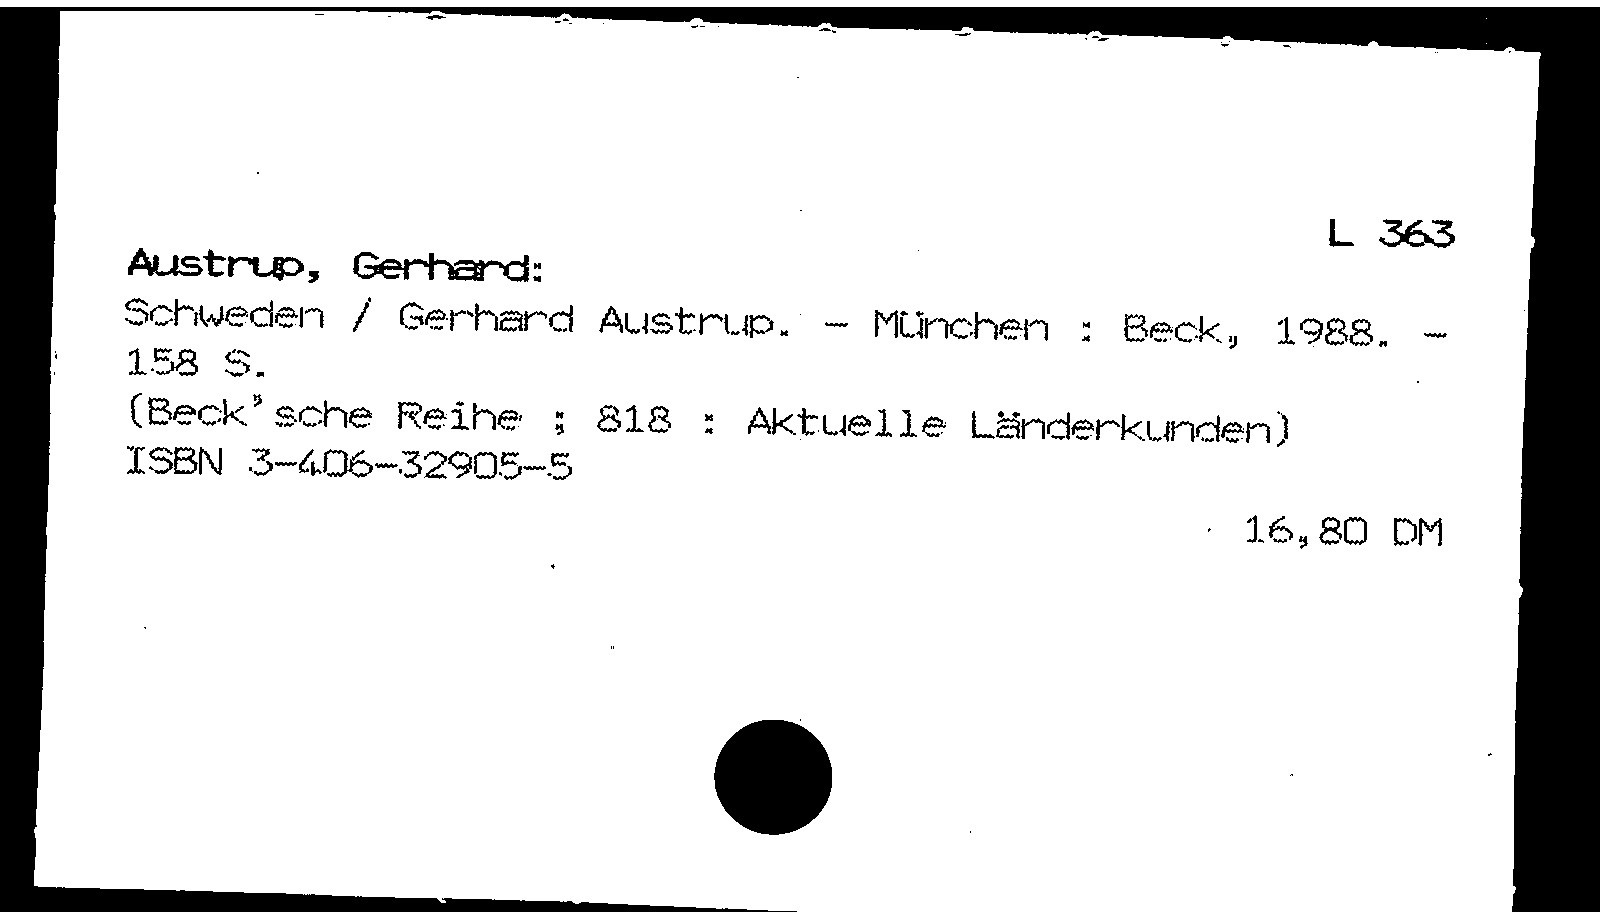 L 363
Austrup, Gerhard:
Schweden / Gerhard Austrup. - München : Beck, 1988. -
158 S.
(Beck'sche Reihe ; 818 : Aktuelle Länderkunden)
ISBN 3-406-32905-5
16,80 DM